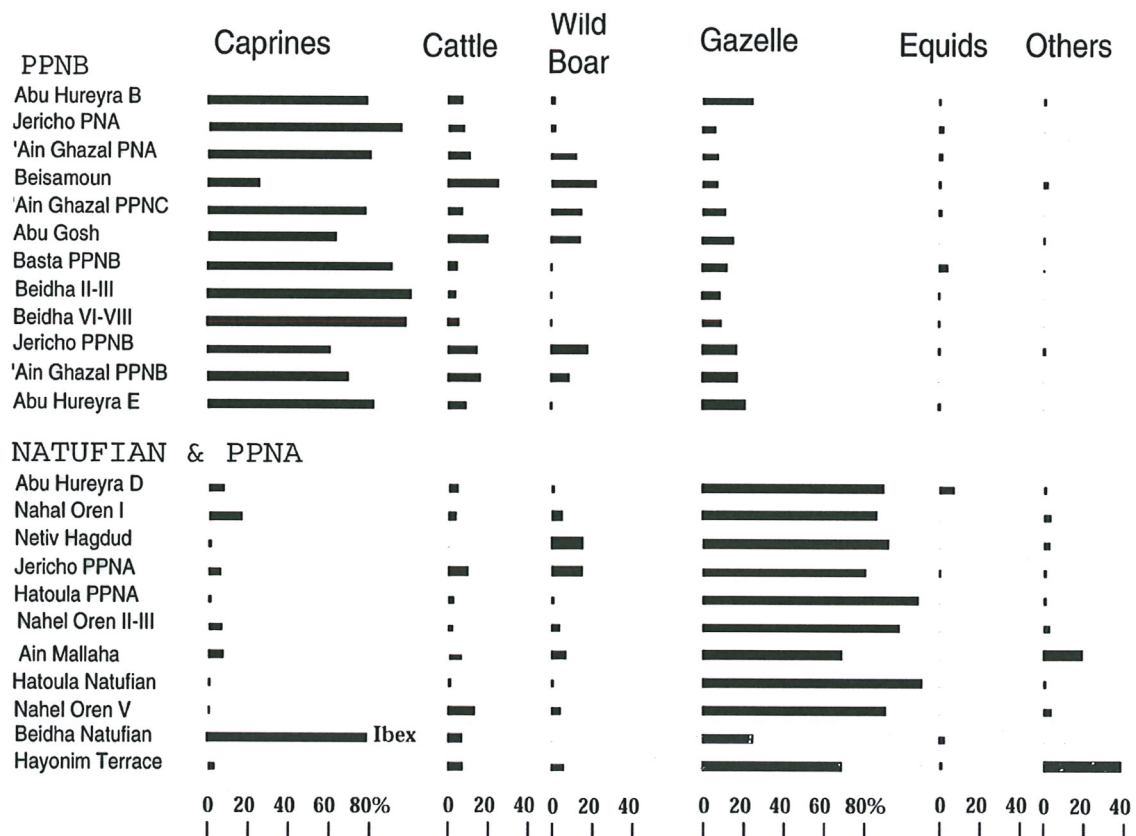 Caprines Cattle Wild Boar Gazelle Equids Others
PPNB
Abu Hureyra B
Jericho PNA
'Ain Ghazal PNA
Beisamoun
'Ain Ghazal PPNC
Abu Gosh
Basta PPNB
Beidha II-III
Beidha VI-VIII
Jericho PPNB
'Ain Ghazal PPNB
Abu Hureyra E
NATUFIAN & PPNA
Abu Hureyra D
Nahal Oren I
Netiv Hagdud
Jericho PPNA
Hatoula PPNA
Nahel Oren II-III
Ain Mallaha
Hatoula Natufian
Nahel Oren V
Beidha Natufian Ibex
Hayonim Terrace
0 20 40 60 80% 0 20 40 0 20 40 0 20 40 60 80% 0 20 40 0 20 40